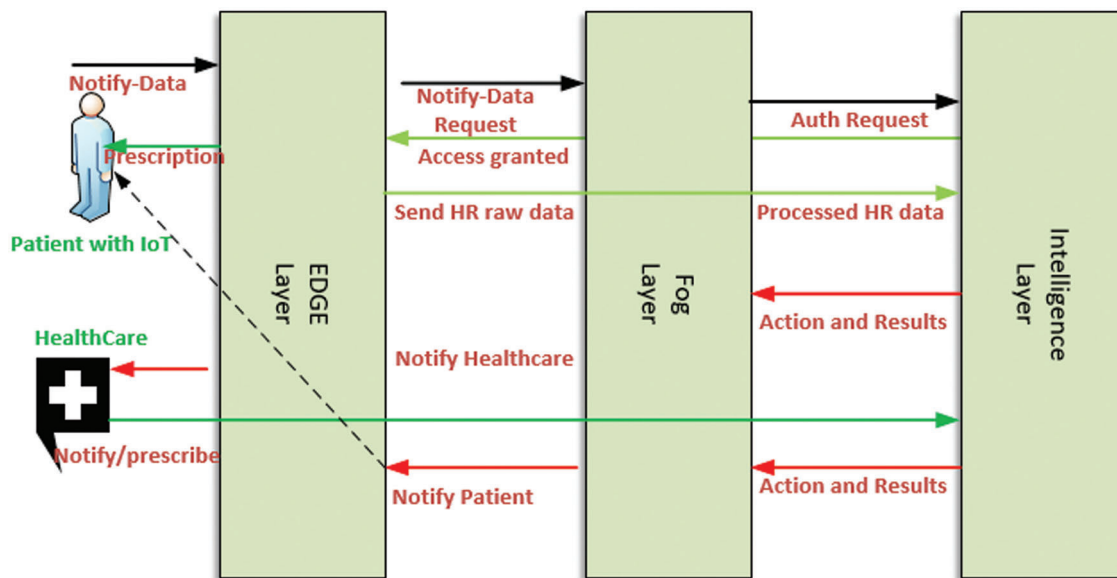 Notify-Data
Notify-Data
Request
Auth Request
Prescription
Access granted
Send HR raw data
Processed HR data
Patient with IoT
EDGE
Layer
Fog
Layer
Intelligence
Layer
Action and Results
HealthCare
Notify Healthcare
Notify/prescribe
Notify Patient
Action and Results